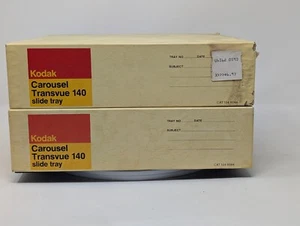 TRAY NO. DATE
SUBJECT
Kodak
Carousel
Transvue 140
slide tray
TRAY NO. DATE
SUBJECT
Kodak
Carousel
Transvue 140
slide tray